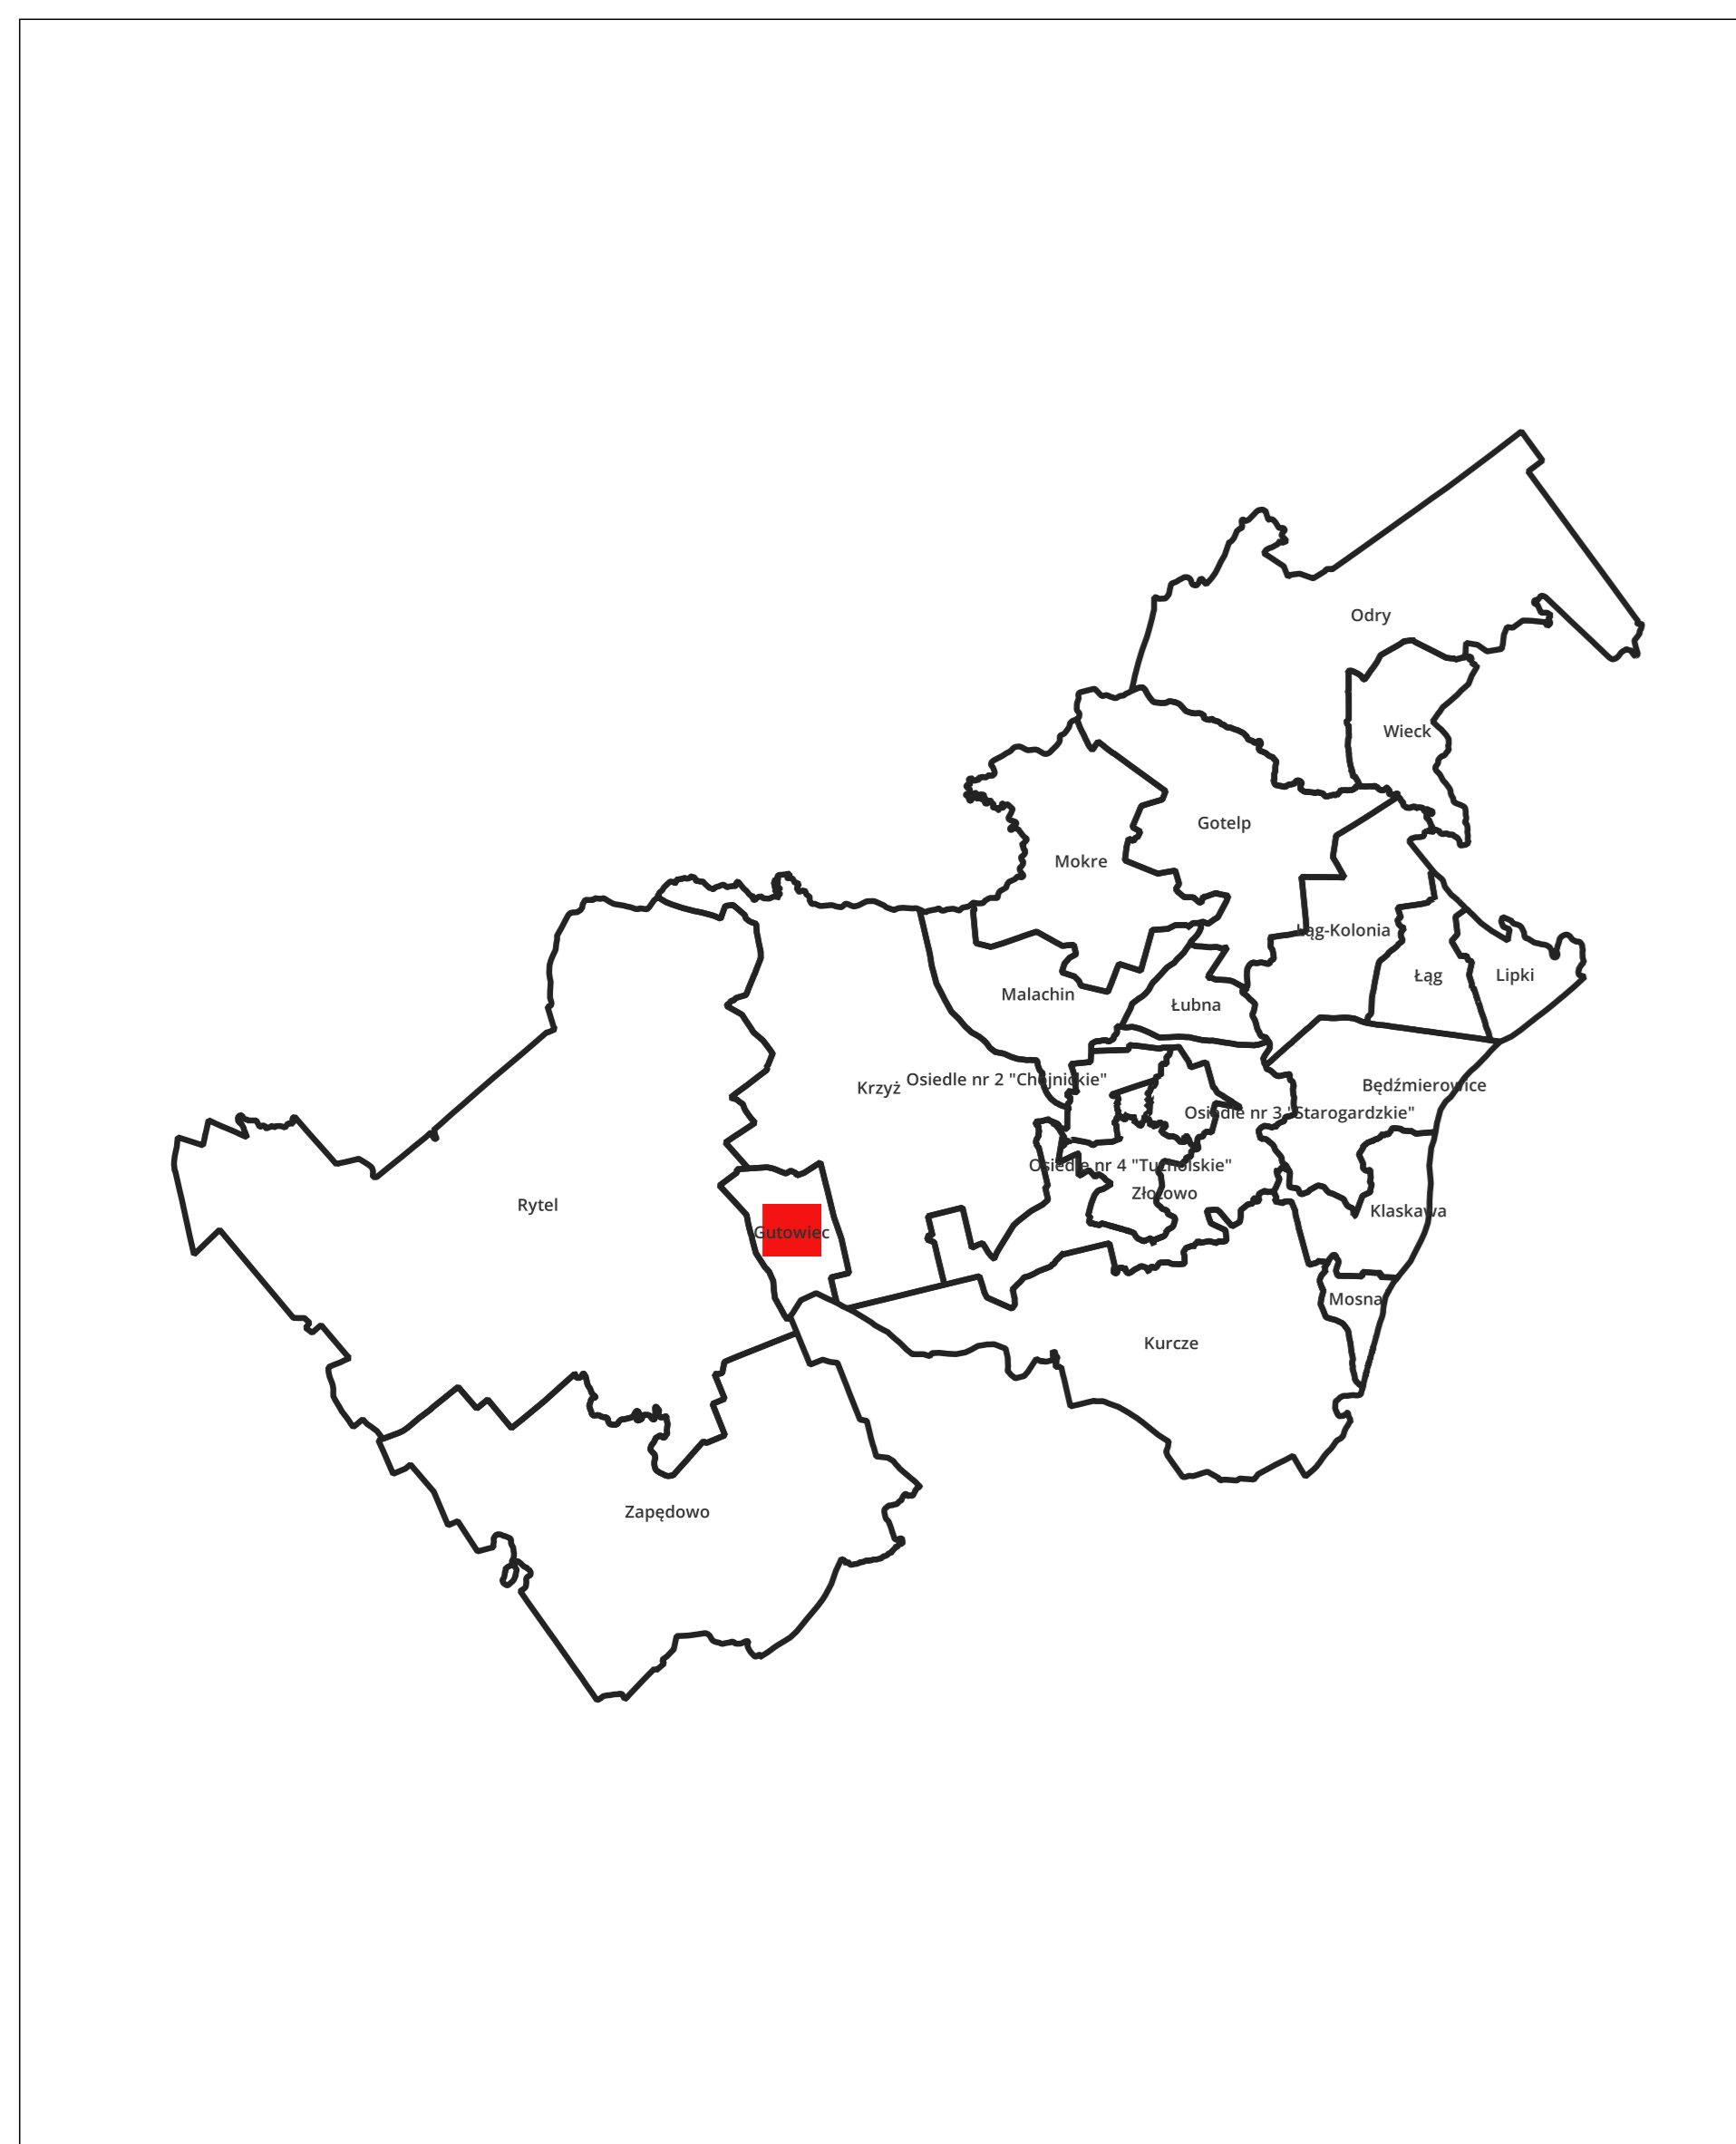 Odry
Wieck
Gotelp
Mokre
Łąg-Kolonia
Łąg
Lipki
Malachin
Łubna
Osiedle nr 2 "Chojnickie"
Krzyż
Będźmierowice
Osiedle nr 3 "Starogardzkie"
Osiedle nr 4 "Tucholskie"
Złotowo
Rytel
Klaskawa
Gutowiec
Mosna
Kurcze
Zapędowo